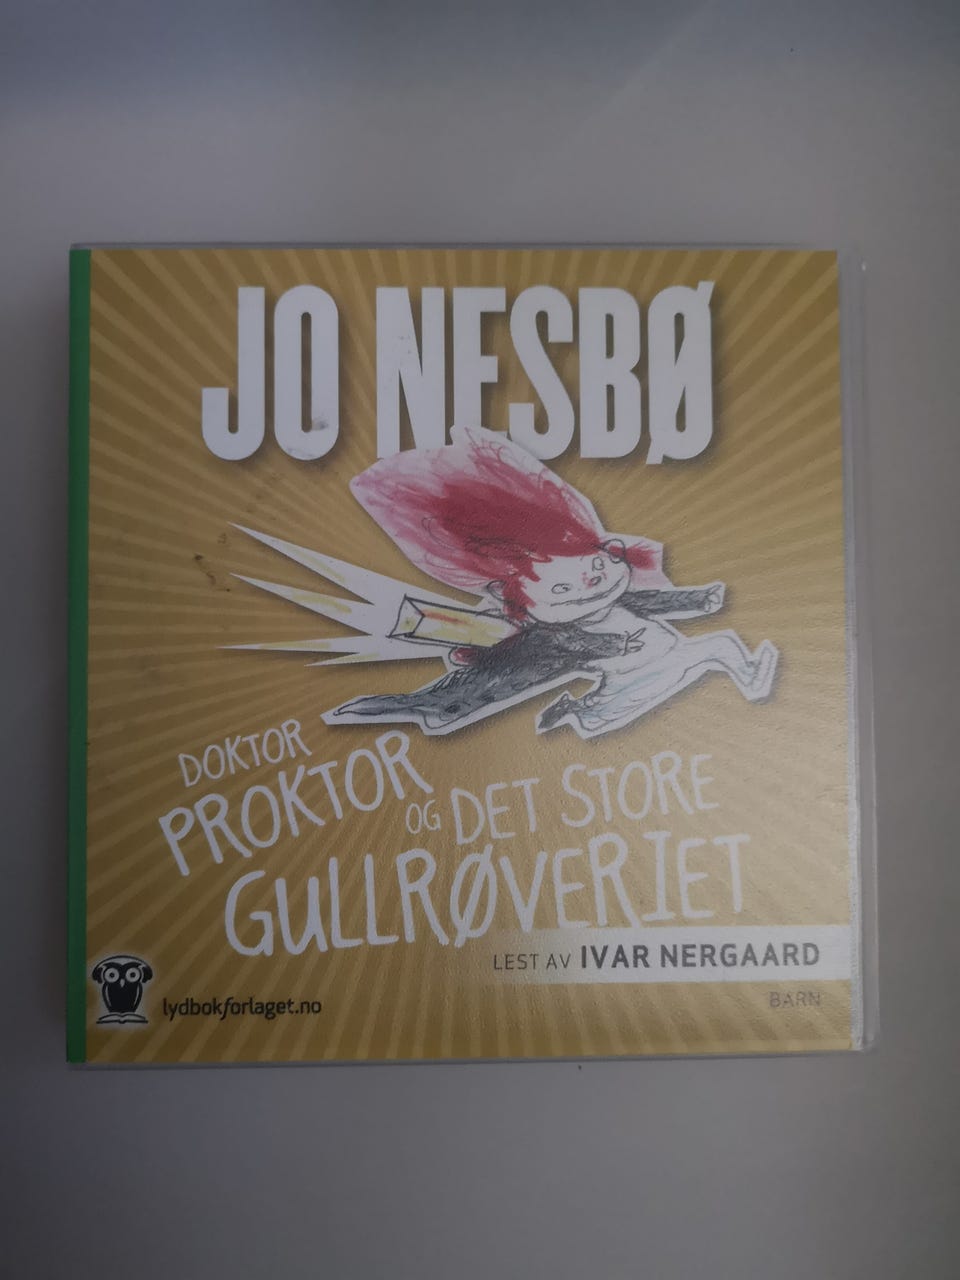 JO NESBØ
DOKTOR
PROKTOR
OG DET STORE
GULLRØVERIET
LEST AV IVAR NERGAARD
BARN
lydbokforlaget.no